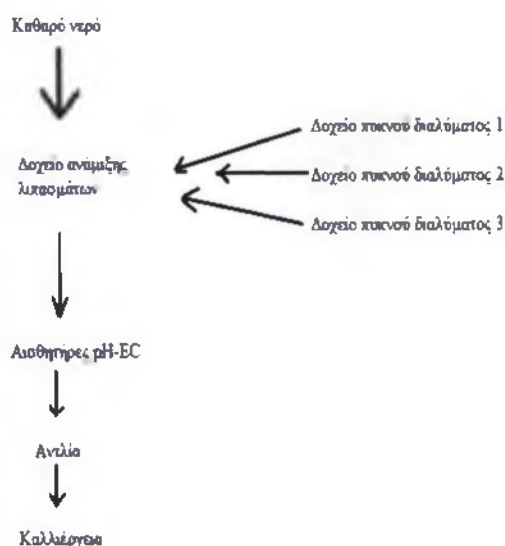 Καθαρό νερό
Δοχείο πυκνού διαλύματος 1
Δοχείο ανάμιξης
λιπασμάτων
Δοχείο πυκνού διαλύματος 2
Δοχείο πυκνού διαλύματος 3
Αισθητήρες pH-EC
Αντλία
Καλλιέργεια